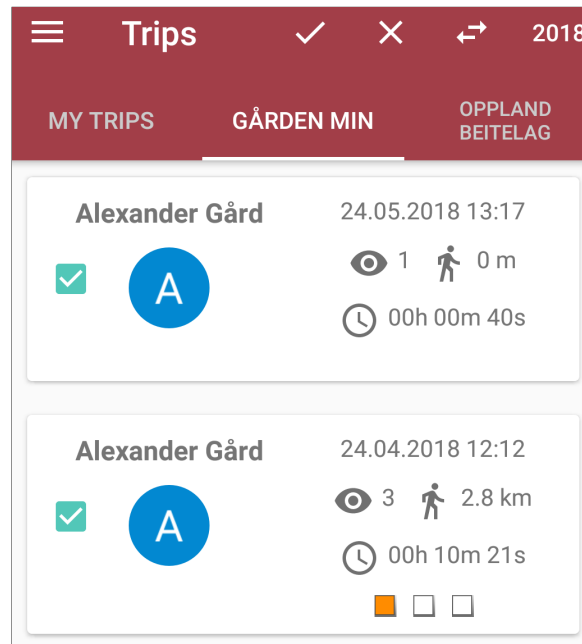 Trips 2018
MY TRIPS GÅRDEN MIN OPPLAND
BEITELAG
Alexander Gård 24.05.2018 13:17
A 1 0 m
00h 00m 40s
Alexander Gård 24.04.2018 12:12
A 3 2.8 km
00h 10m 21s